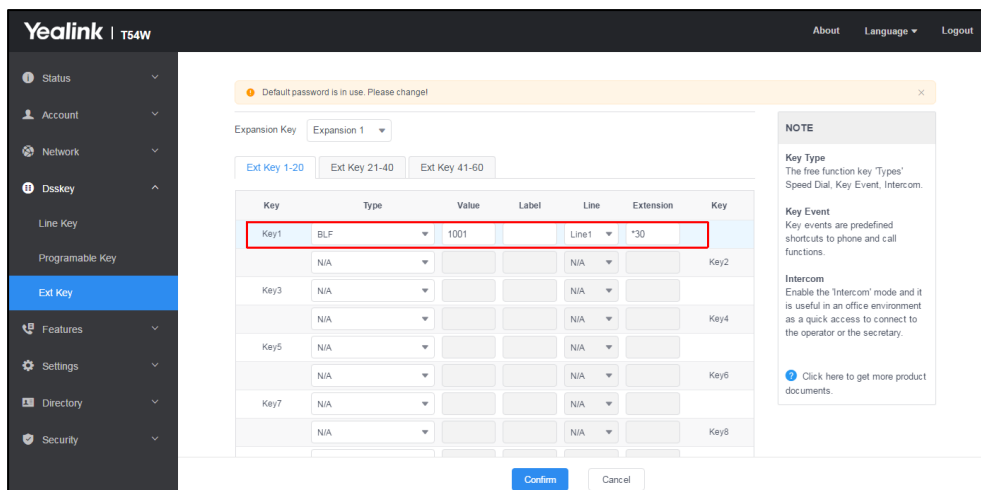 Yealink | T54W
About Language Logout
Status
Account
Network
Dsskey
Line Key
Programable Key
Ext Key
Features
Settings
Directory
Security
Default password is in use. Please change!
Expansion Key Expansion 1
Ext Key 1-20 Ext Key 21-40 Ext Key 41-60
Key Type Value Label Line Extension Key
Key1 BLF 1001 Line1 *30
N/A N/A Key2
Key3 N/A N/A
N/A N/A Key4
Key5 N/A N/A
N/A N/A Key6
Key7 N/A N/A
N/A N/A Key8
Confirm Cancel
NOTE
Key Type
The free function key 'Types'
Speed Dial, Key Event, Intercom.
Key Event
Key events are predefined
shortcuts to phone and call
functions.
Intercom
Enable the 'Intercom' mode and it
is useful in an office environment
as a quick access to connect to
the operator or the secretary.
Click here to get more product
documents.